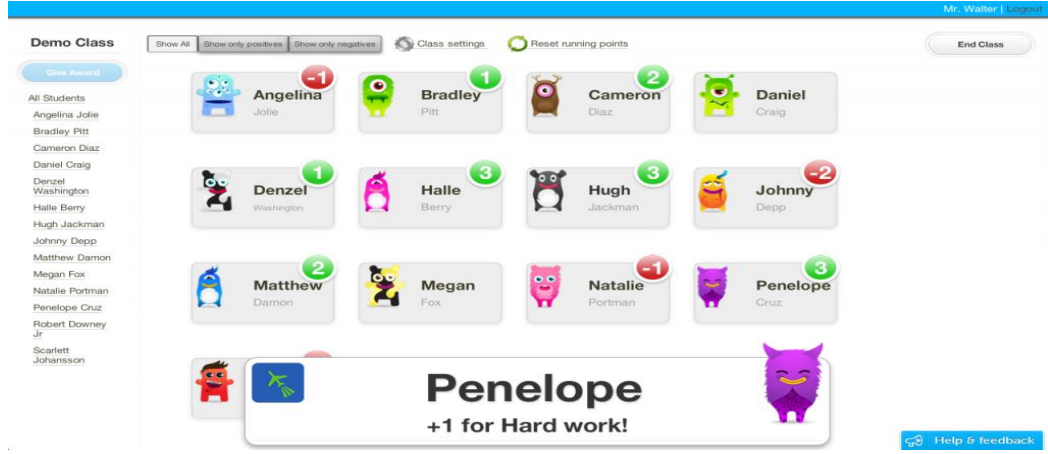 Mr. Walter | Logout
Demo Class
Show All Show only positives Show only negatives Class settings Reset running points End Class
Give Award
All Students
Angelina Jolie
Bradley Pitt
Cameron Diaz
Daniel Craig
Denzel
Washington
Halle Berry
Hugh Jackman
Johnny Depp
Matthew Damon
Megan Fox
Natalie Portman
Penelope Cruz
Robert Downey
Jr
Scarlett
Johansson
-1 1 2
Angelina Bradley Cameron Daniel
Jolie Pitt Diaz Craig
1 3 3 -2
Denzel Halle Hugh Johnny
Washington Berry Jackman Depp
2 -1 3
Matthew Megan Natalie Penelope
Damon Fox Portman Cruz
Penelope
+1 for Hard work!
Help & feedback